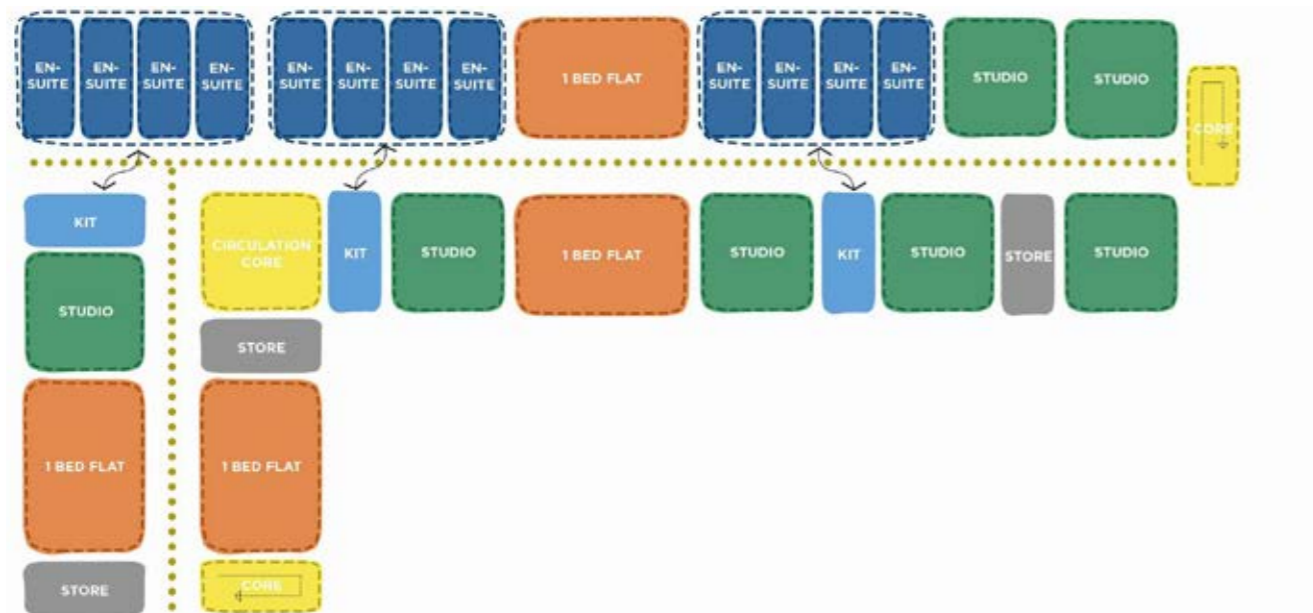 EN-
SUITE
EN-
SUITE
EN-
SUITE
EN-
SUITE
EN-
SUITE
EN-
SUITE
EN-
SUITE
EN-
SUITE
1 BED FLAT
EN-
SUITE
EN-
SUITE
EN-
SUITE
EN-
SUITE
STUDIO
STUDIO
CORE
KIT
CIRCULATION
CORE
KIT
STUDIO
1 BED FLAT
STUDIO
KIT
STUDIO
STORE
STUDIO
STUDIO
STORE
1 BED FLAT
1 BED FLAT
STORE
CORE